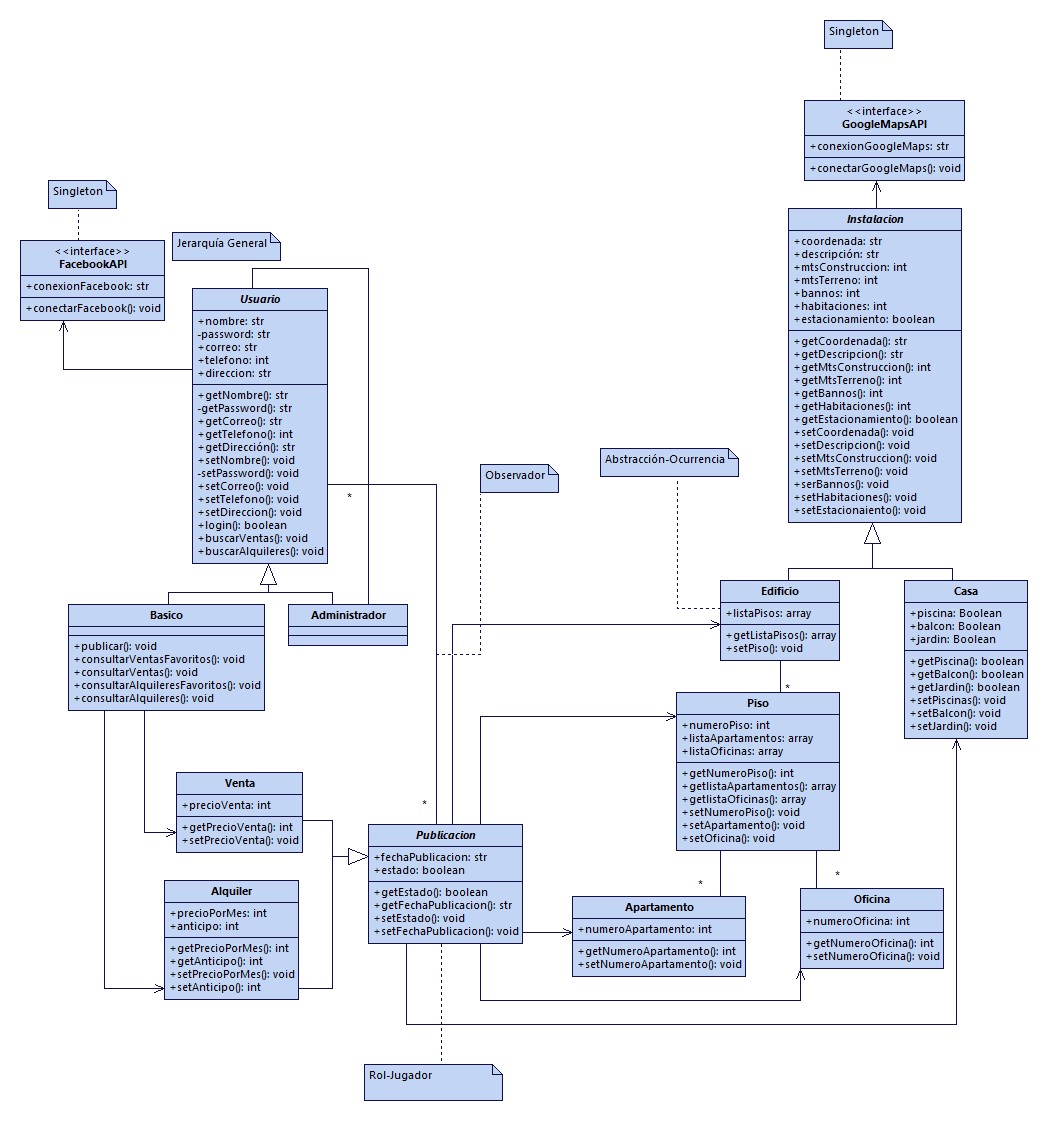 Singleton
<<interface>>
GoogleMapsAPI
+conexionGoogleMaps: str
+conectarGoogleMaps(): void
Singleton
<<interface>>
FacebookAPI
+conexionFacebook: str
+conectarFacebook(): void
Jerarquía General
Usuario
+nombre: str
-password: str
+correo: str
+telefono: int
+direccion: str
+getNombre(): str
-getPassword(): str
+getCorreo(): str
+getTelefono(): int
+getDirección(): str
+setNombre(): void
-setPassword(): void
+setCorreo(): void
+setTelefono(): void
+setDireccion(): void
+login(): boolean
+buscarVentas(): void
+buscarAlquileres(): void
*
Instalacion
+coordenada: str
+descripción: str
+mtsConstruccion: int
+mtsTerreno: int
+bannos: int
+habitaciones: int
+estacionamiento: boolean
+getCoordenada(): str
+getDescripcion(): str
+getMtsConstruccion(): int
+getMtsTerreno(): int
+getBannos(): int
+getHabitaciones(): int
+getEstacionamiento(): boolean
+setCoordenada(): void
+setDescripcion(): void
+setMtsConstruccion(): void
+setMtsTerreno(): void
+serBannos(): void
+setHabitaciones(): void
+setEstacionaiento(): void
Observador
Abstracción-Ocurrencia
Basico
+publicar(): void
+consultarVentasFavoritos(): void
+consultarVentas(): void
+consultarAlquileresFavoritos(): void
+consultarAlquileres(): void
Administrador
Edificio
+listaPisos: array
+getListaPisos(): array
+setPiso(): void
*
Casa
+piscina: Boolean
+balcon: Boolean
+jardin: Boolean
+getPiscina(): boolean
+getBalcon(): boolean
+getJardin(): boolean
+setPiscinas(): void
+setBalcon(): void
+setJardin(): void
Piso
+numeroPiso: int
+listaApartamentos: array
+listaOficinas: array
+getNumeroPiso(): int
+getlistaApartamentos(): array
+getlistaOficinas(): array
+setNumeroPiso(): void
+setApartamento(): void
+setOficina(): void
*
*
Venta
+precioVenta: int
+getPrecioVenta(): int
+setPrecioVenta(): void
*
Publicacion
+fechaPublicacion: str
+estado: boolean
+getEstado(): boolean
+getFechaPublicacion(): str
+setEstado(): void
+setFechaPublicacion(): void
Alquiler
+precioPorMes: int
+anticipo: int
+getPrecioPorMes(): int
+getAnticipo(): int
+setPrecioPorMes(): void
+setAnticipo(): int
Apartamento
+numeroApartamento: int
+getNumeroApartamento(): int
+setNumeroApartamento(): void
Oficina
+numeroOficina: int
+getNumeroOficina(): int
+setNumeroOficina(): void
Rol-Jugador